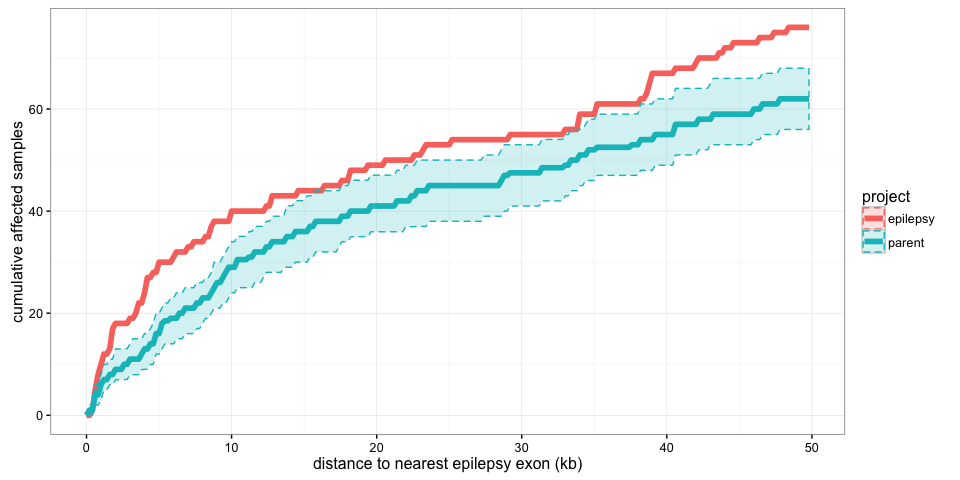 cumulative affected samples
60
40
20
0
0 10 20 30 40 50
distance to nearest epilepsy exon (kb)
project
epilepsy
parent